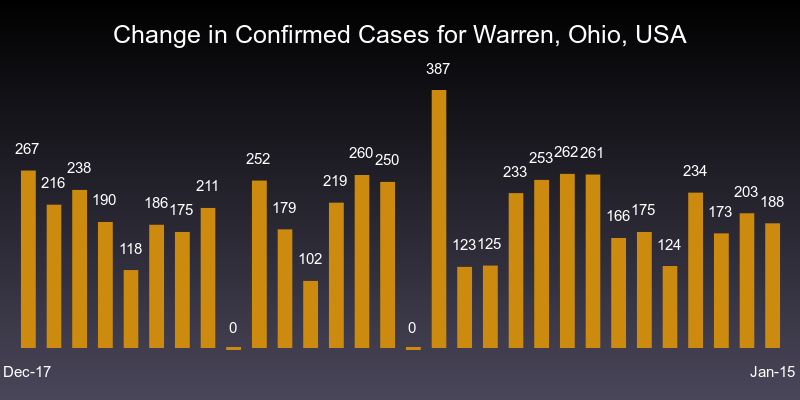 Change in Confirmed Cases for Warren, Ohio, USA
267 216 238 190 118 186 175 211 0 252 179 102 219 260 250 0 387 123 125 233 253 262 261 166 175 124 234 173 203 188
Dec-17 Jan-15